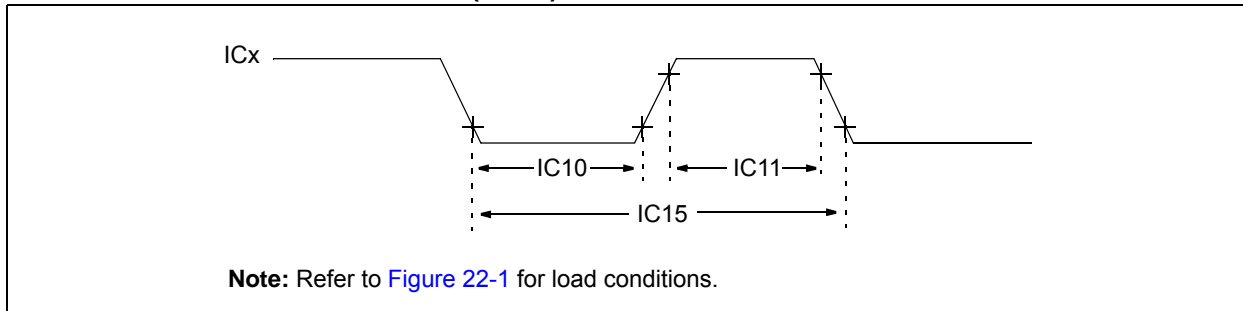 ICx
IC10
IC11
IC15
Note: Refer to Figure 22-1 for load conditions.